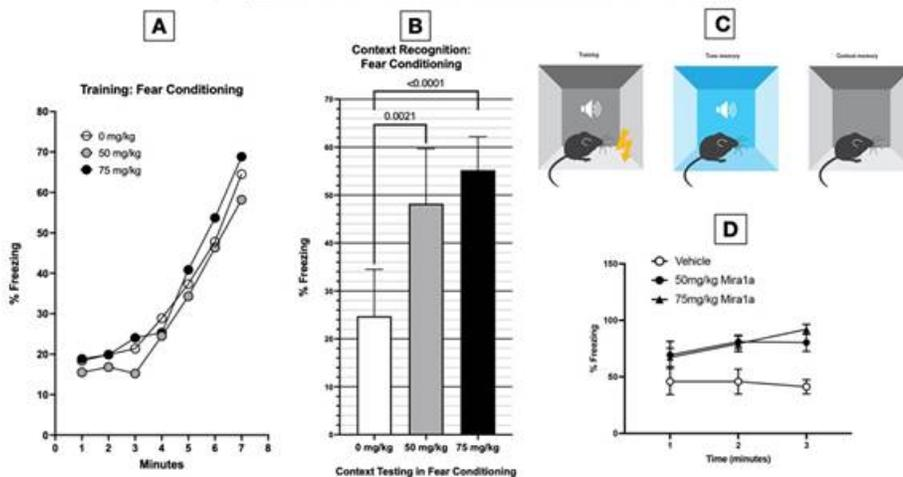 A
Training: Fear Conditioning
0 mg/kg
50 mg/kg
75 mg/kg
% Freezing
80
70
60
50
40
30
20
10
0
0 1 2 3 4 5 6 7 8
Minutes
B
Context Recognition:
Fear Conditioning
<0.0001
0.0021
% Freezing
70
60
50
40
30
20
10
0
0 mg/kg 50 mg/kg 75 mg/kg
Context Testing in Fear Conditioning
C
Training
Tone memory
Context memory
D
Vehicle
50mg/kg Mira1a
75mg/kg Mira1a
% Freezing
150
100
50
0
1 2 3
Time (minutes)